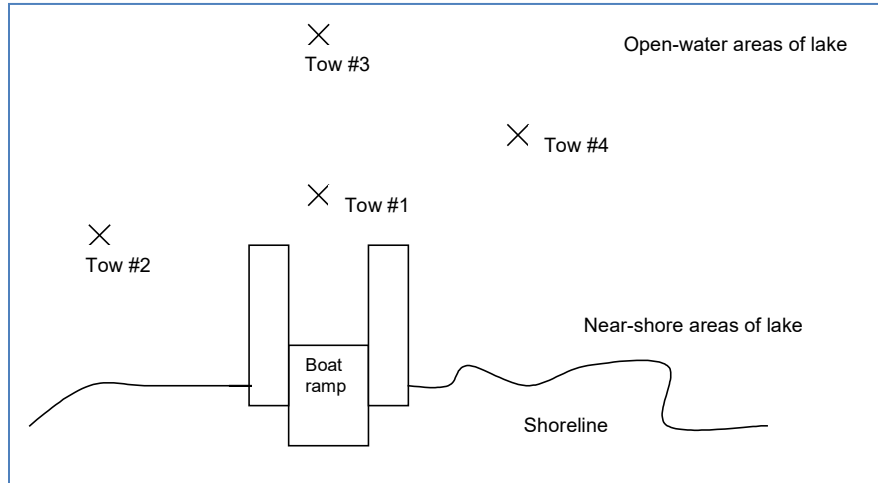 Open-water areas of lake
Tow #3
Tow #4
Tow #1
Tow #2
Near-shore areas of lake
Boat
ramp
Shoreline